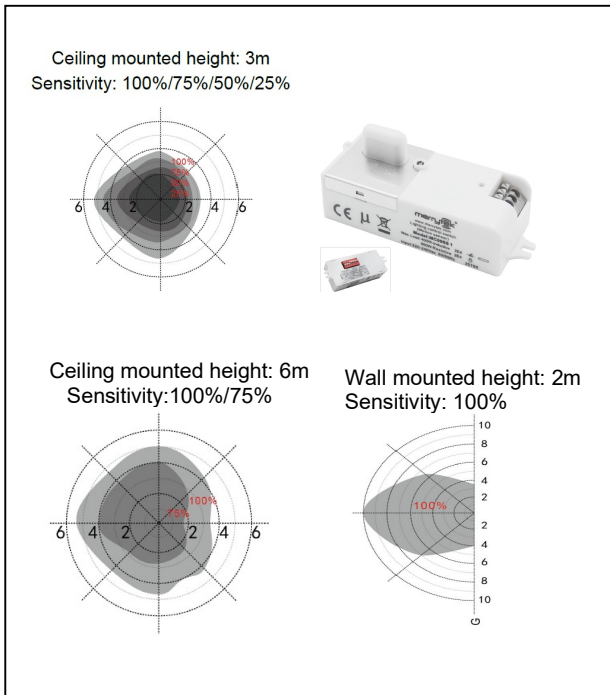 Ceiling mounted height: 3m
Sensitivity: 100%/75%/50%/25%
100%
6 4 2 2 4 6
CE
merrytek
Ceiling mounted height: 6m
Sensitivity:100%/75%
100%
75%
6 4 2 2 4 6
Wall mounted height: 2m
Sensitivity: 100%
10
8
6
4
2
100%
2
4
6
8
10
G